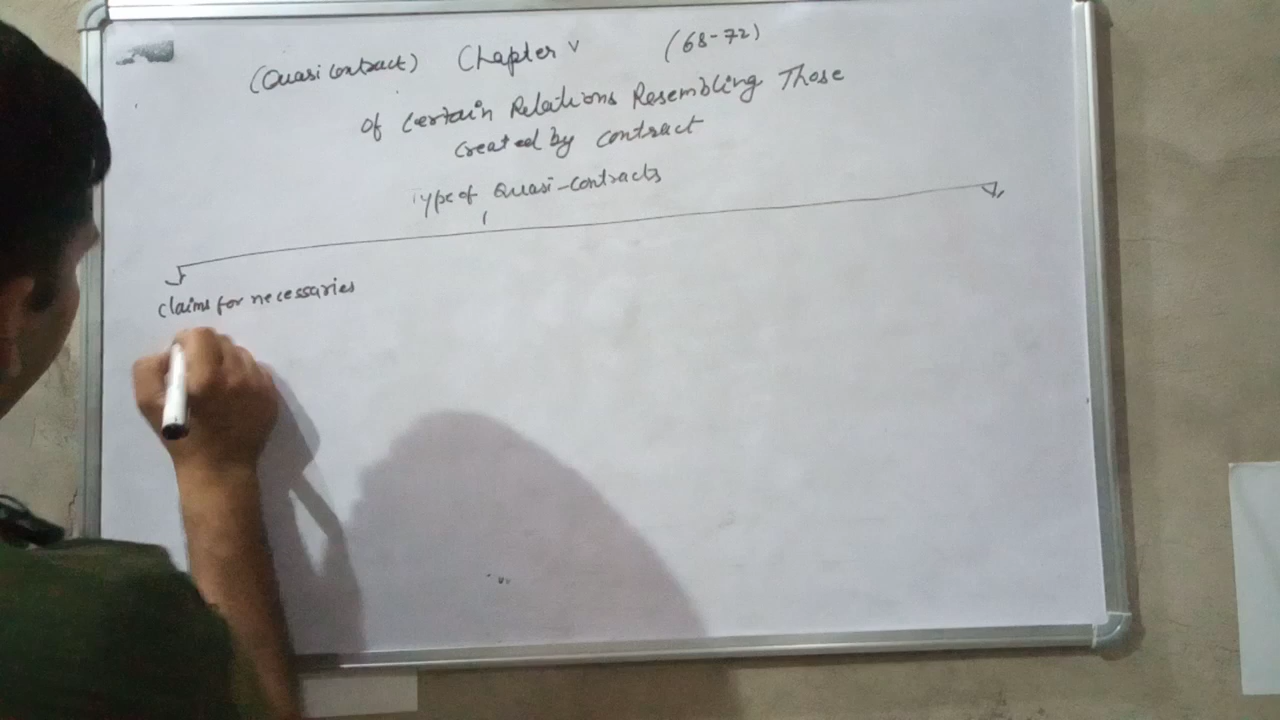 (Quasi Contract) Chapter V (68-72)
Of Certain Relations Resembling Those
Created by contract
Type of Quasi-contracts
Claims for necessaries